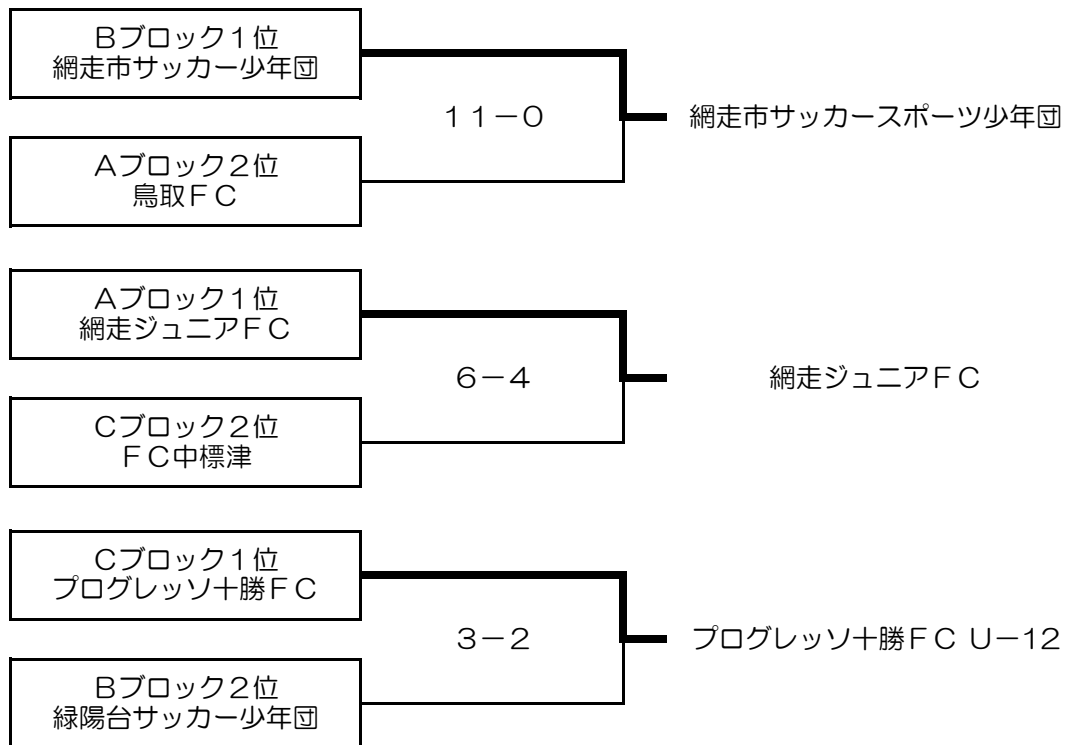 Bブロック１位
網走市サッカー少年団
１１－０
網走市サッカースポーツ少年団
Aブロック２位
鳥取ＦＣ
Aブロック１位
網走ジュニアＦＣ
６－４
網走ジュニアＦＣ
Cブロック２位
ＦＣ中標津
Cブロック１位
プログレッソ十勝ＦＣ
３－２
プログレッソ十勝ＦＣ U－12
Bブロック２位
緑陽台サッカー少年団